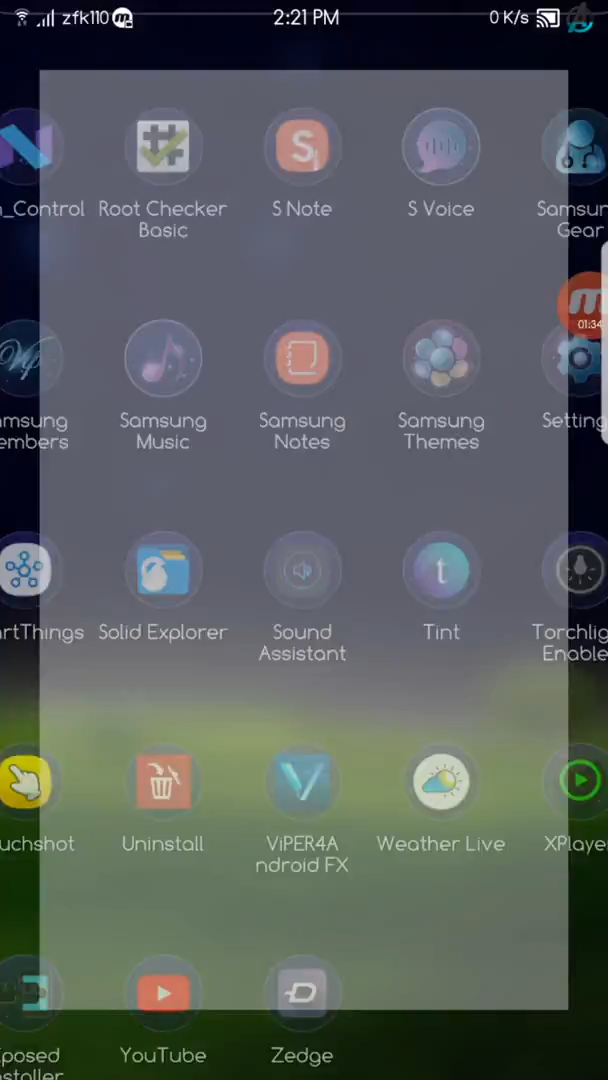 zfk110
2:21 PM
0 K/s
_Control
Root Checker
Basic
S Note
S Voice
Samsun
Gear
01:34
amsung
embers
Samsung
Music
Samsung
Notes
Samsung
Themes
Setting
artThings
Solid Explorer
Sound
Assistant
Tint
Torchlig
Enable
uchshot
Uninstall
ViPER4A
ndroid FX
Weather Live
XPlaye
xposed
nstaller
YouTube
Zedge